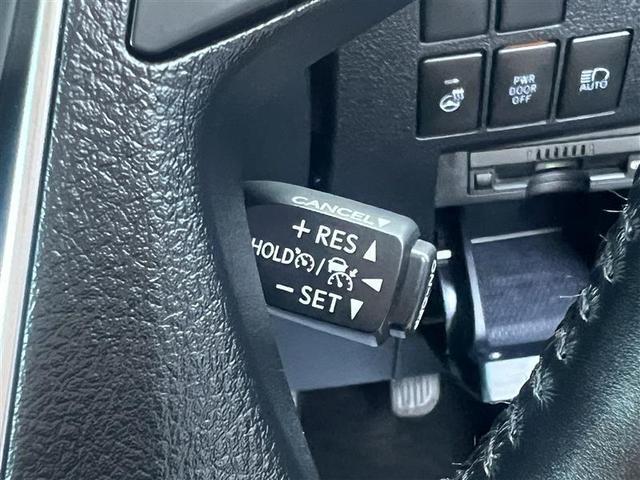 PWR
DOOR
OFF
AUTO
CANCEL
+ RES
HOLD /
- SET